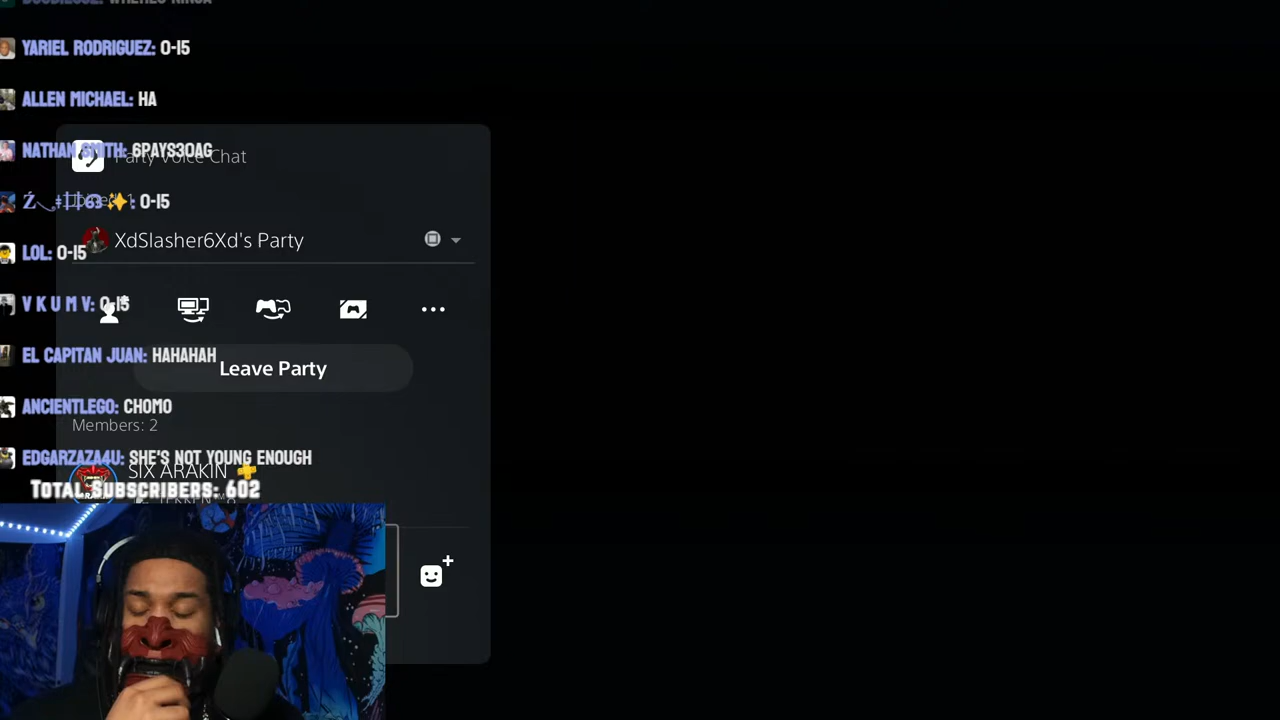 YARIEL RODRIGUEZ: 0-15
ALLEN MICHAEL: HA
NATHAN SMITH: 6PAYS30AG
Party Voice Chat
: 0-15
XdSlasher6Xd's Party
LOL: 0-15
V K U M V: 0-15
EL CAPITAN JUAN: HAHAHAH
Leave Party
ANCIENTLEGO: CHOMO
Members: 2
EDGARZAZA4U: SHE'S NOT YOUNG ENOUGH
SIX ARAKIN
TOTAL SUBSCRIBERS: 602